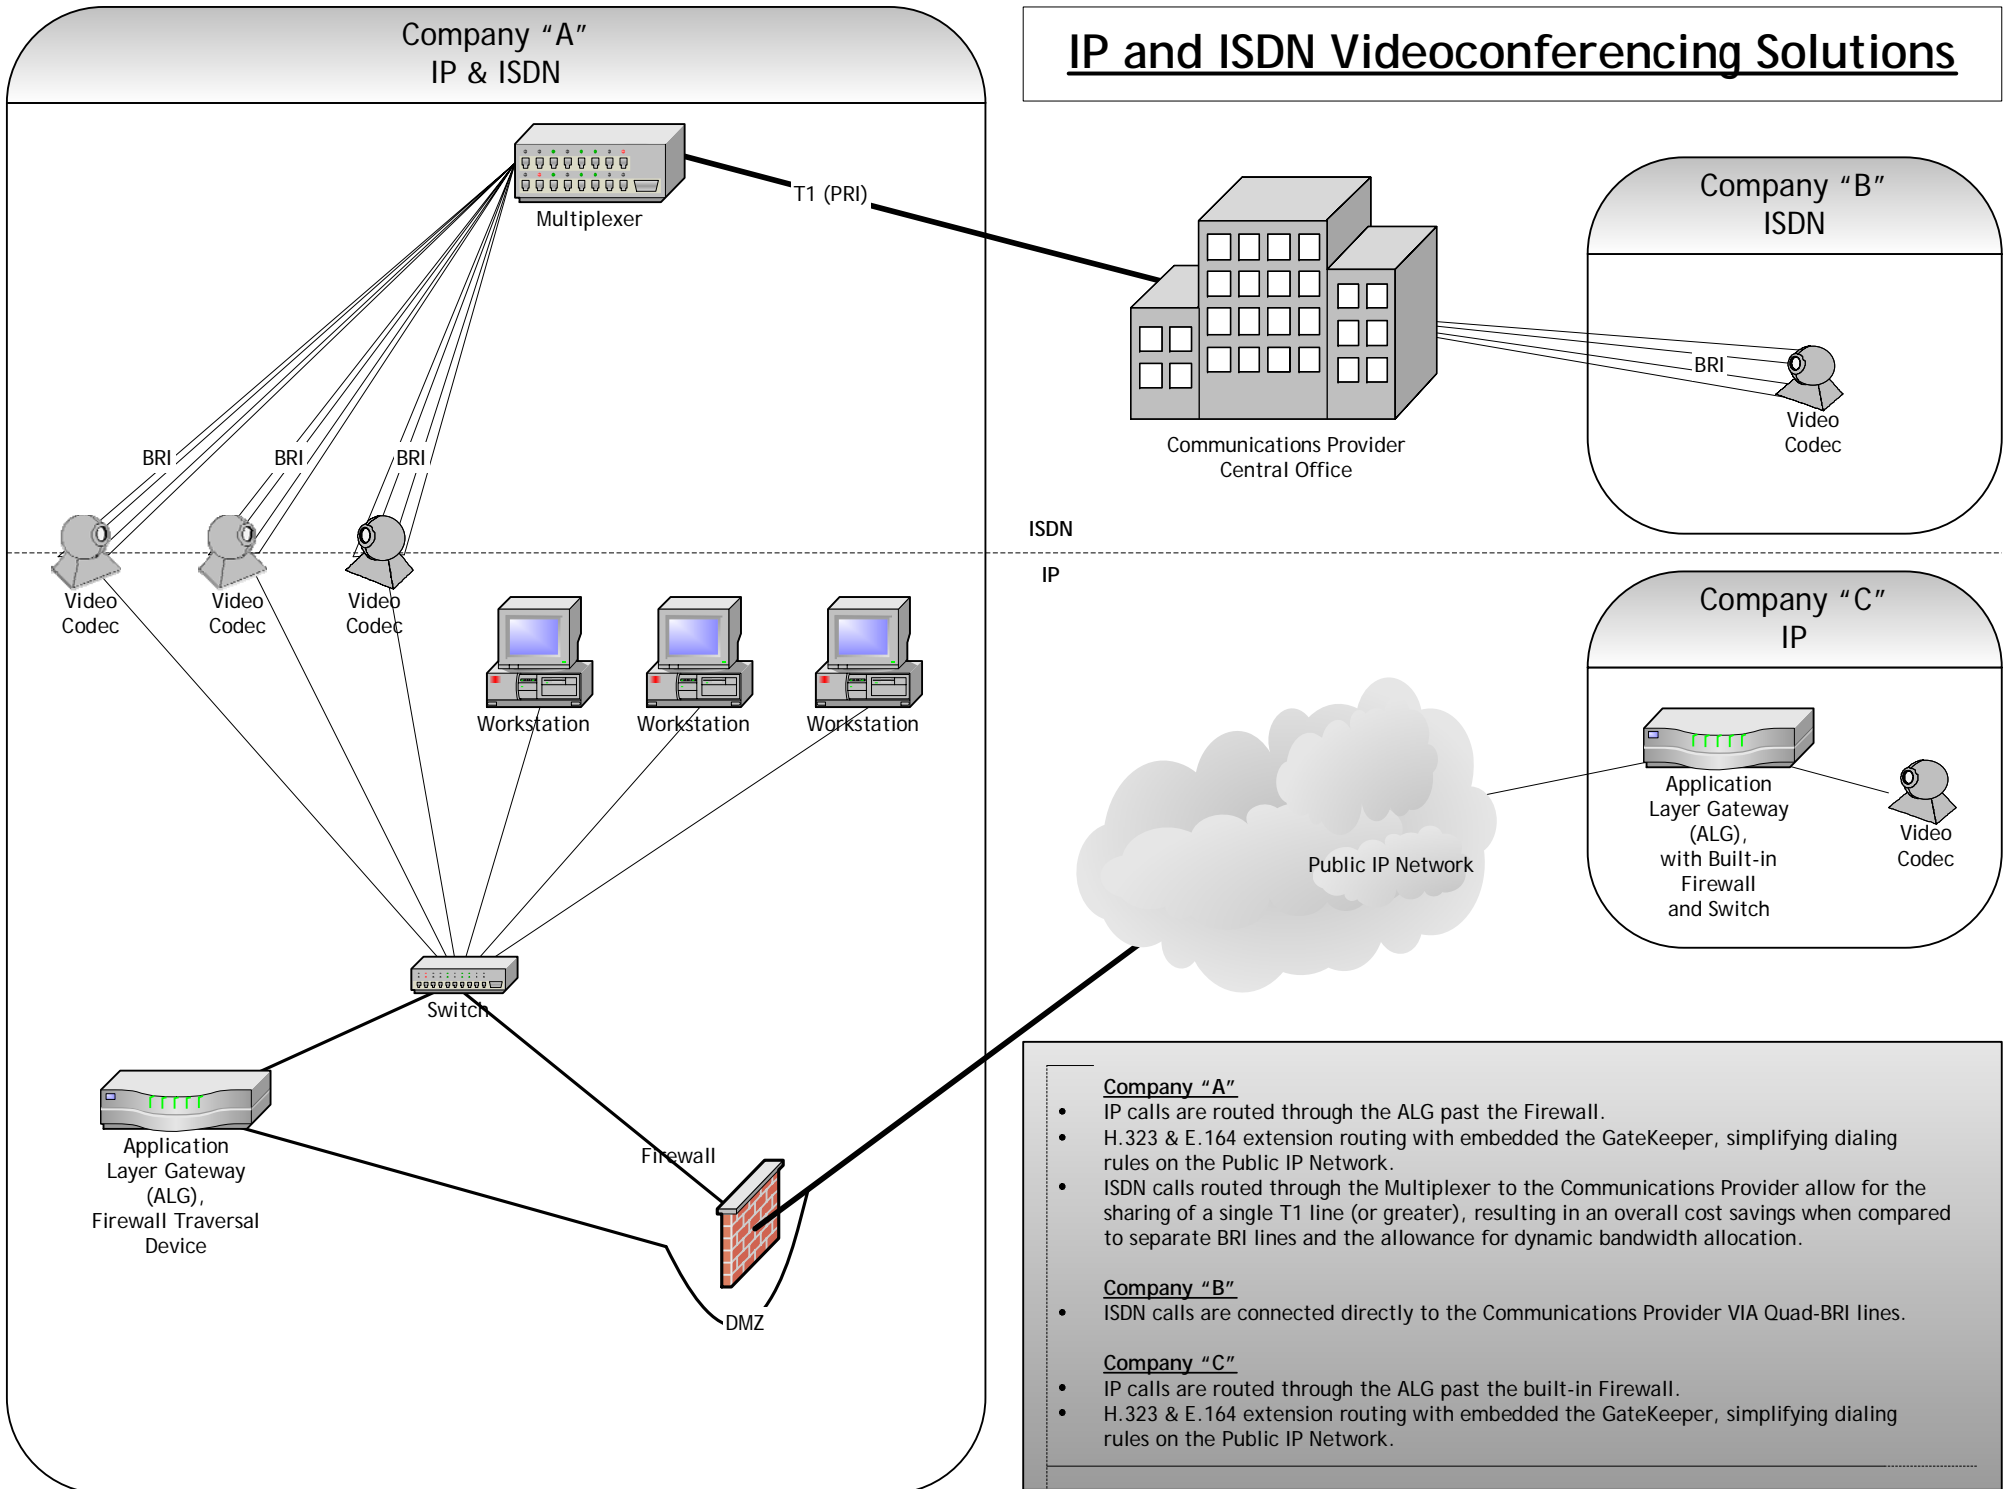 Company “A”
IP & ISDN
IP and ISDN Videoconferencing Solutions
Multiplexer
T1 (PRI)
Company “B”
ISDN
BRI
Video
Codec
Communications Provider
Central Office
BRI
BRI
BRI
ISDN
IP
Video
Codec
Video
Codec
Video
Codec
Workstation
Workstation
Workstation
Company “C”
IP
Application
Layer Gateway
(ALG),
with Built-in
Firewall
and Switch
Video
Codec
Public IP Network
Switch
Application
Layer Gateway
(ALG),
Firewall Traversal
Device
Firewall
DMZ
Company “A”
• IP calls are routed through the ALG past the Firewall.
• H.323 & E.164 extension routing with embedded the GateKeeper, simplifying dialing
rules on the Public IP Network.
• ISDN calls routed through the Multiplexer to the Communications Provider allow for the
sharing of a single T1 line (or greater), resulting in an overall cost savings when compared
to separate BRI lines and the allowance for dynamic bandwidth allocation.
Company “B”
• ISDN calls are connected directly to the Communications Provider VIA Quad-BRI lines.
Company “C”
• IP calls are routed through the ALG past the built-in Firewall.
• H.323 & E.164 extension routing with embedded the GateKeeper, simplifying dialing
rules on the Public IP Network.